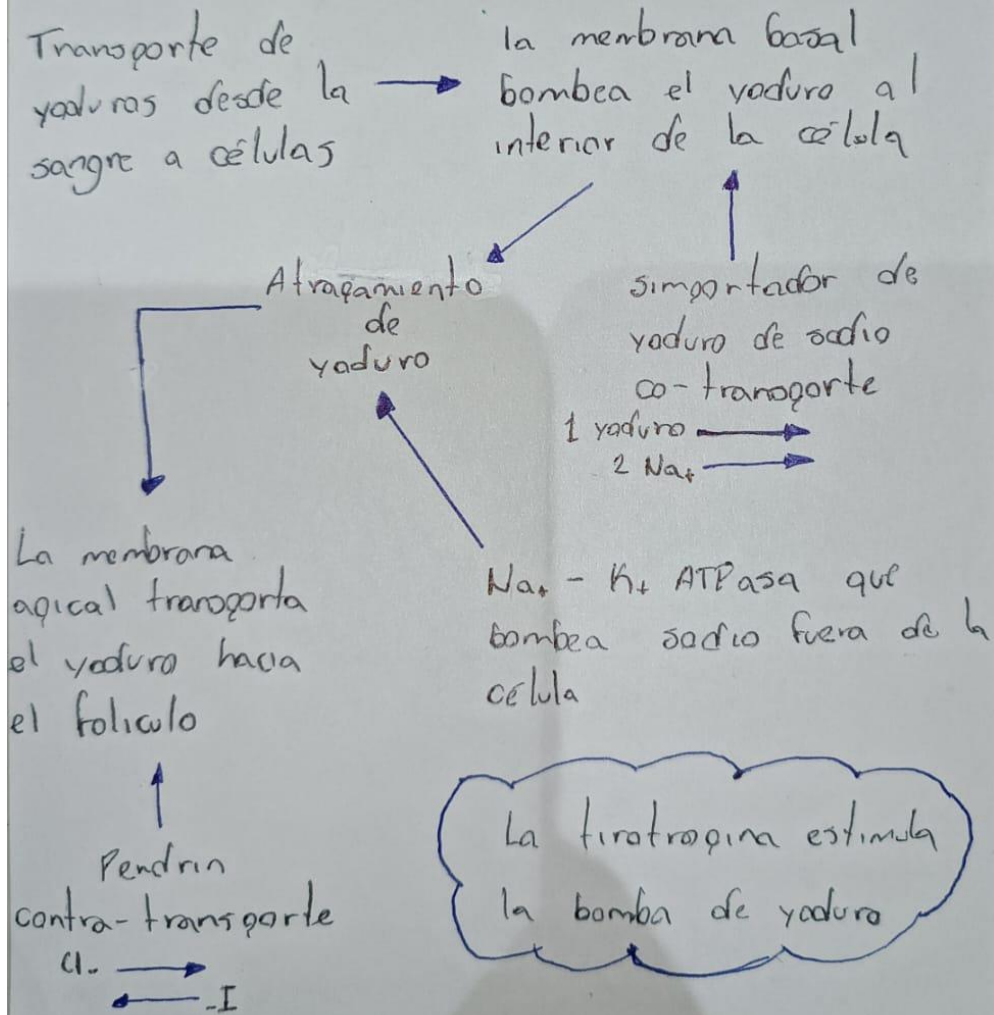 Transporte de
yoduros desde la
sangre a células
la membrana basal
bombea el yoduro al
interior de la célula
Atrapamiento
de
yoduro
simportador de
yoduro de sodio
co-transporte
1 yoduro
2 Na+
La membrana
apical transporta
el yoduro hacia
el foliculo
Na+ - K+ ATPasa que
bombea sodio fuera de la
célula
Pendrin
contra-transporte
Cl-
-I
La tirotropina estimula
la bomba de yoduro